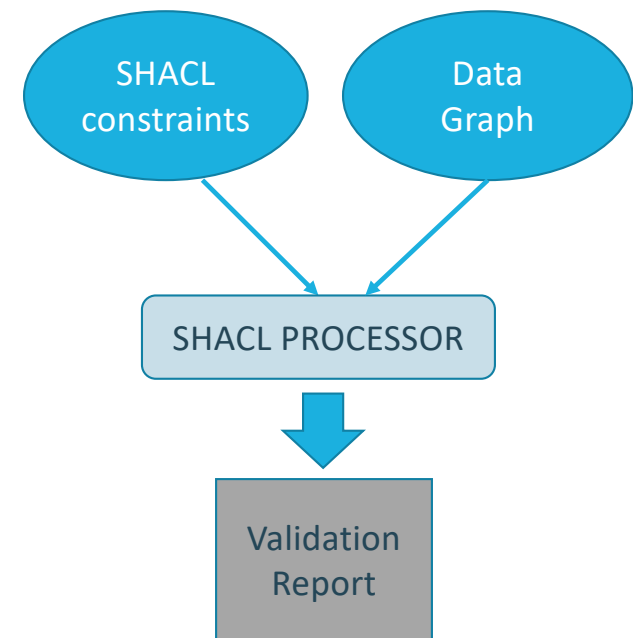 SHACL
constraints
Data
Graph
SHACL PROCESSOR
Validation
Report